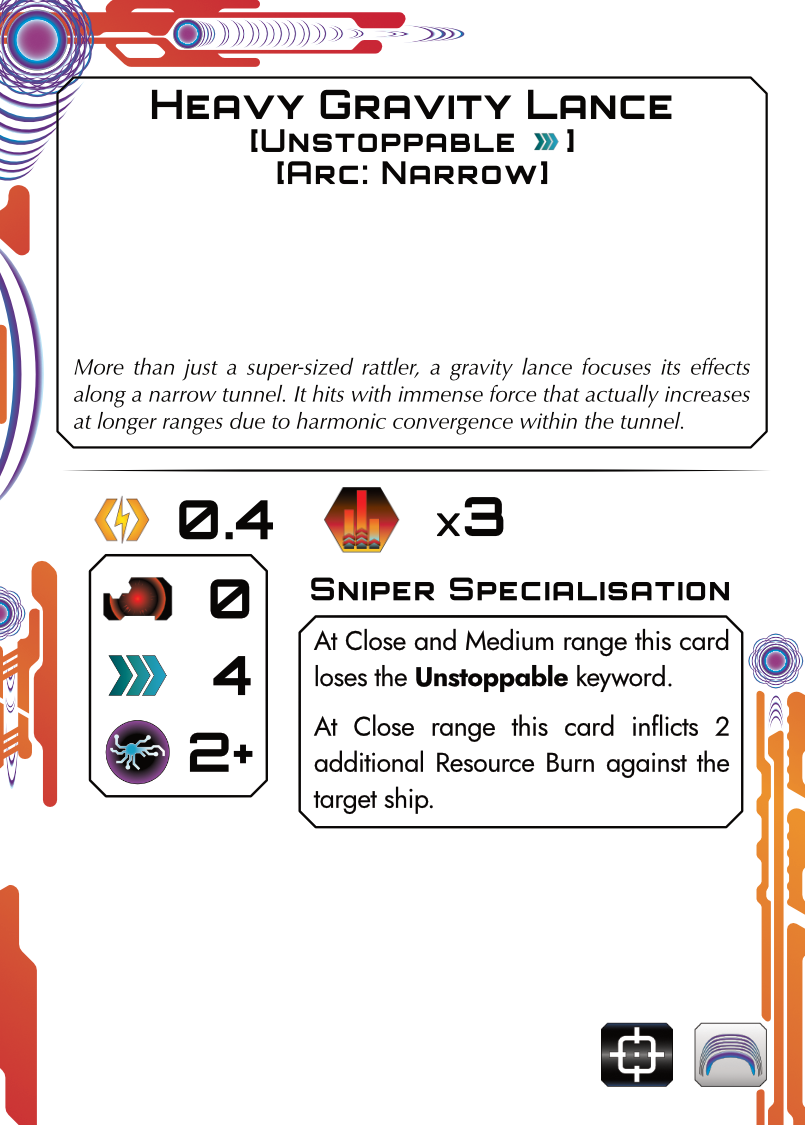 Heavy Gravity Lance
[Unstoppable ]
[Arc: Narrow]
More than just a super-sized rattler, a gravity lance focuses its effects
along a narrow tunnel. It hits with immense force that actually increases
at longer ranges due to harmonic convergence within the tunnel.
0.4
x3
0
4
2+
Sniper Specialisation
At Close and Medium range this card
loses the Unstoppable keyword.
At Close range this card inflicts 2
additional Resource Burn against the
target ship.